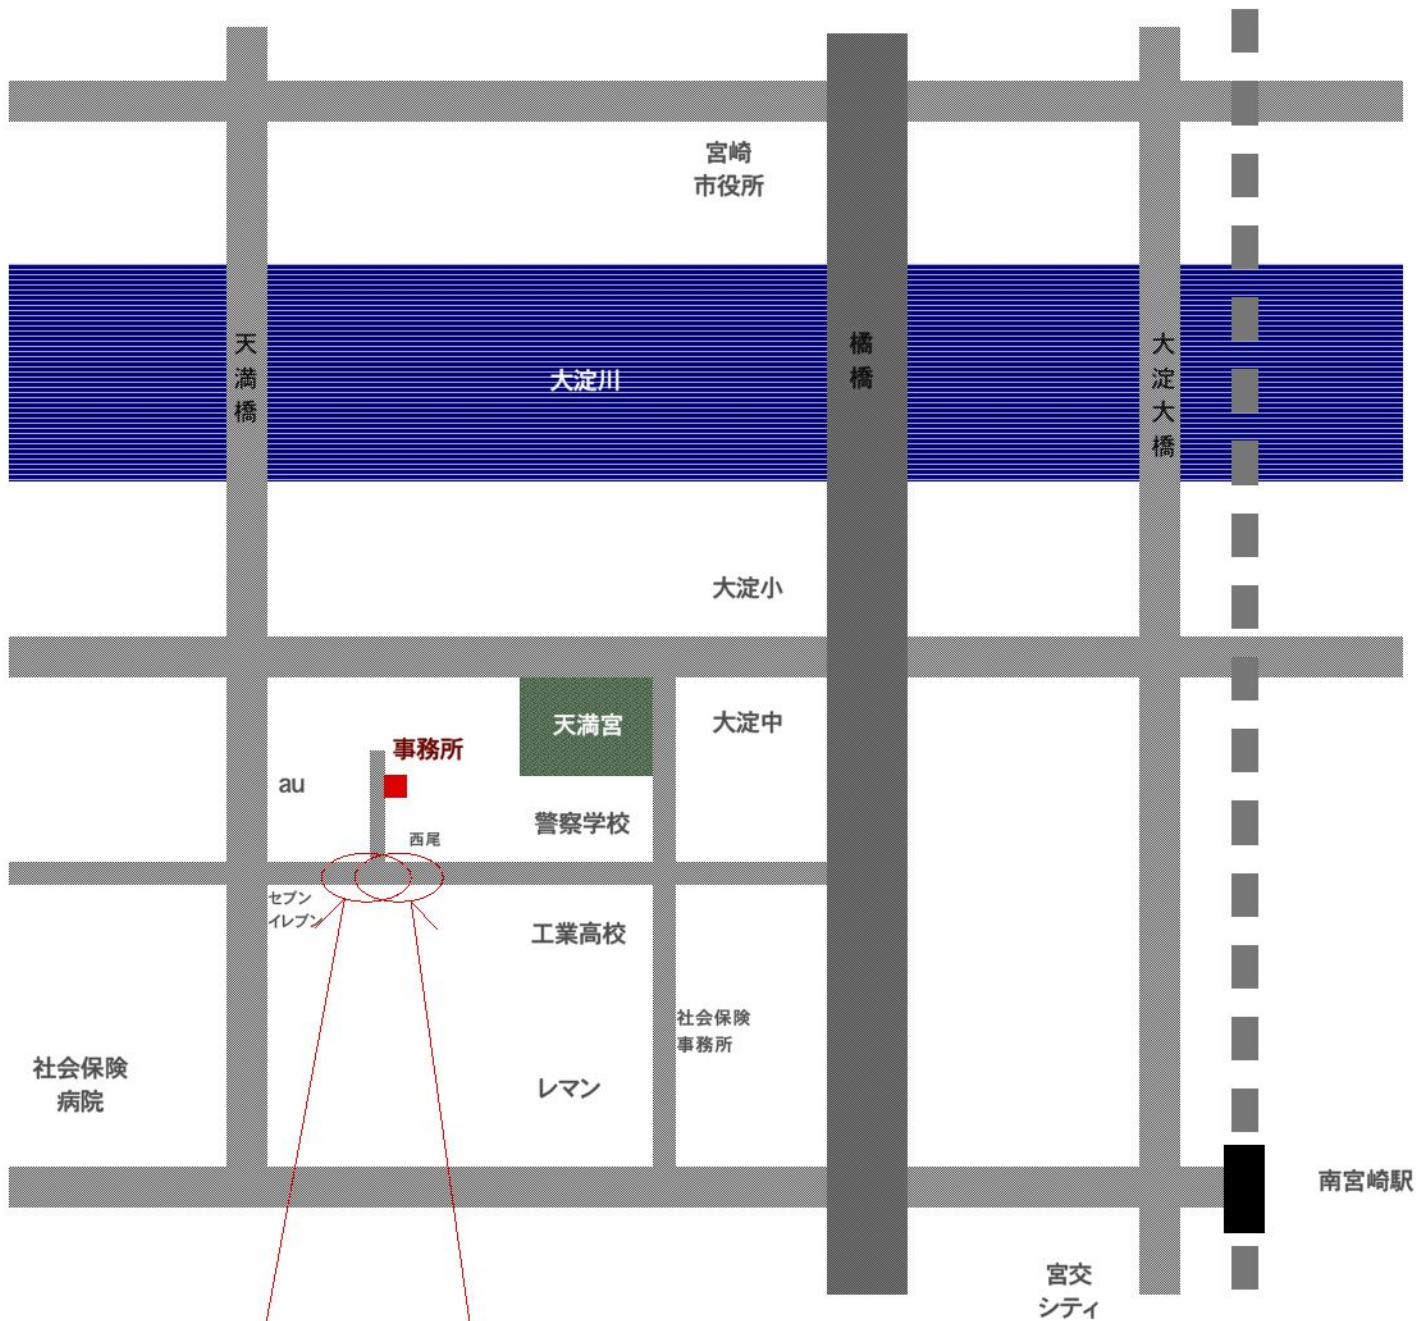 宮崎
市役所
天満橋
大淀川
橘橋
大淀大橋
大淀小
天満宮
大淀中
事務所
au
警察学校
西尾
セブン
イレブン
工業高校
社会保険
事務所
社会保険
病院
レマン
南宮崎駅
宮交
シティ